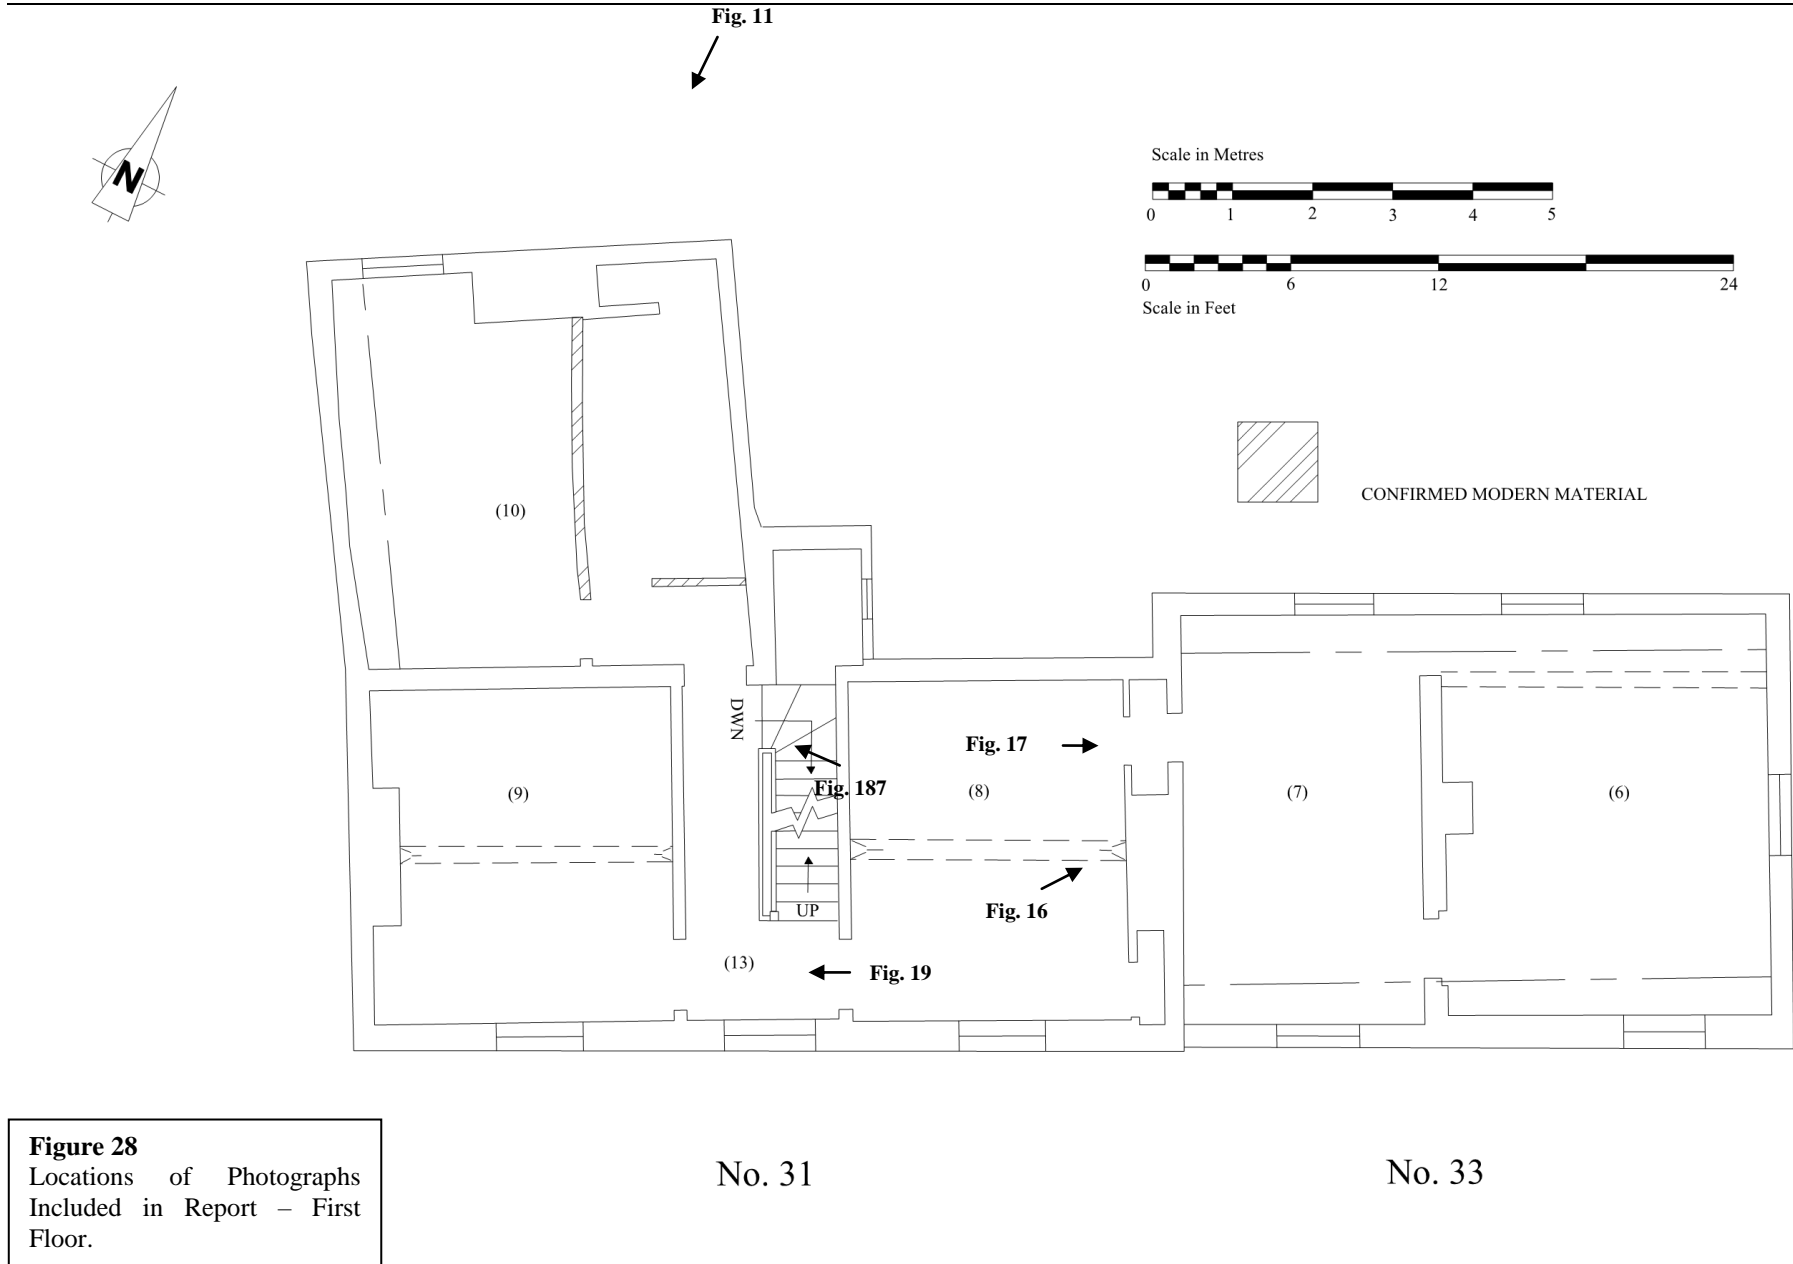 Fig. 11
N
Scale in Metres
0 1 2 3 4 5
0 6 12 24
Scale in Feet
CONFIRMED MODERN MATERIAL
(10)
DWN
Fig. 17
Fig. 187
(9)
(8)
(7)
(6)
UP
Fig. 16
(13)
Fig. 19
Figure 28
Locations of Photographs
Included in Report – First
Floor.
No. 31
No. 33